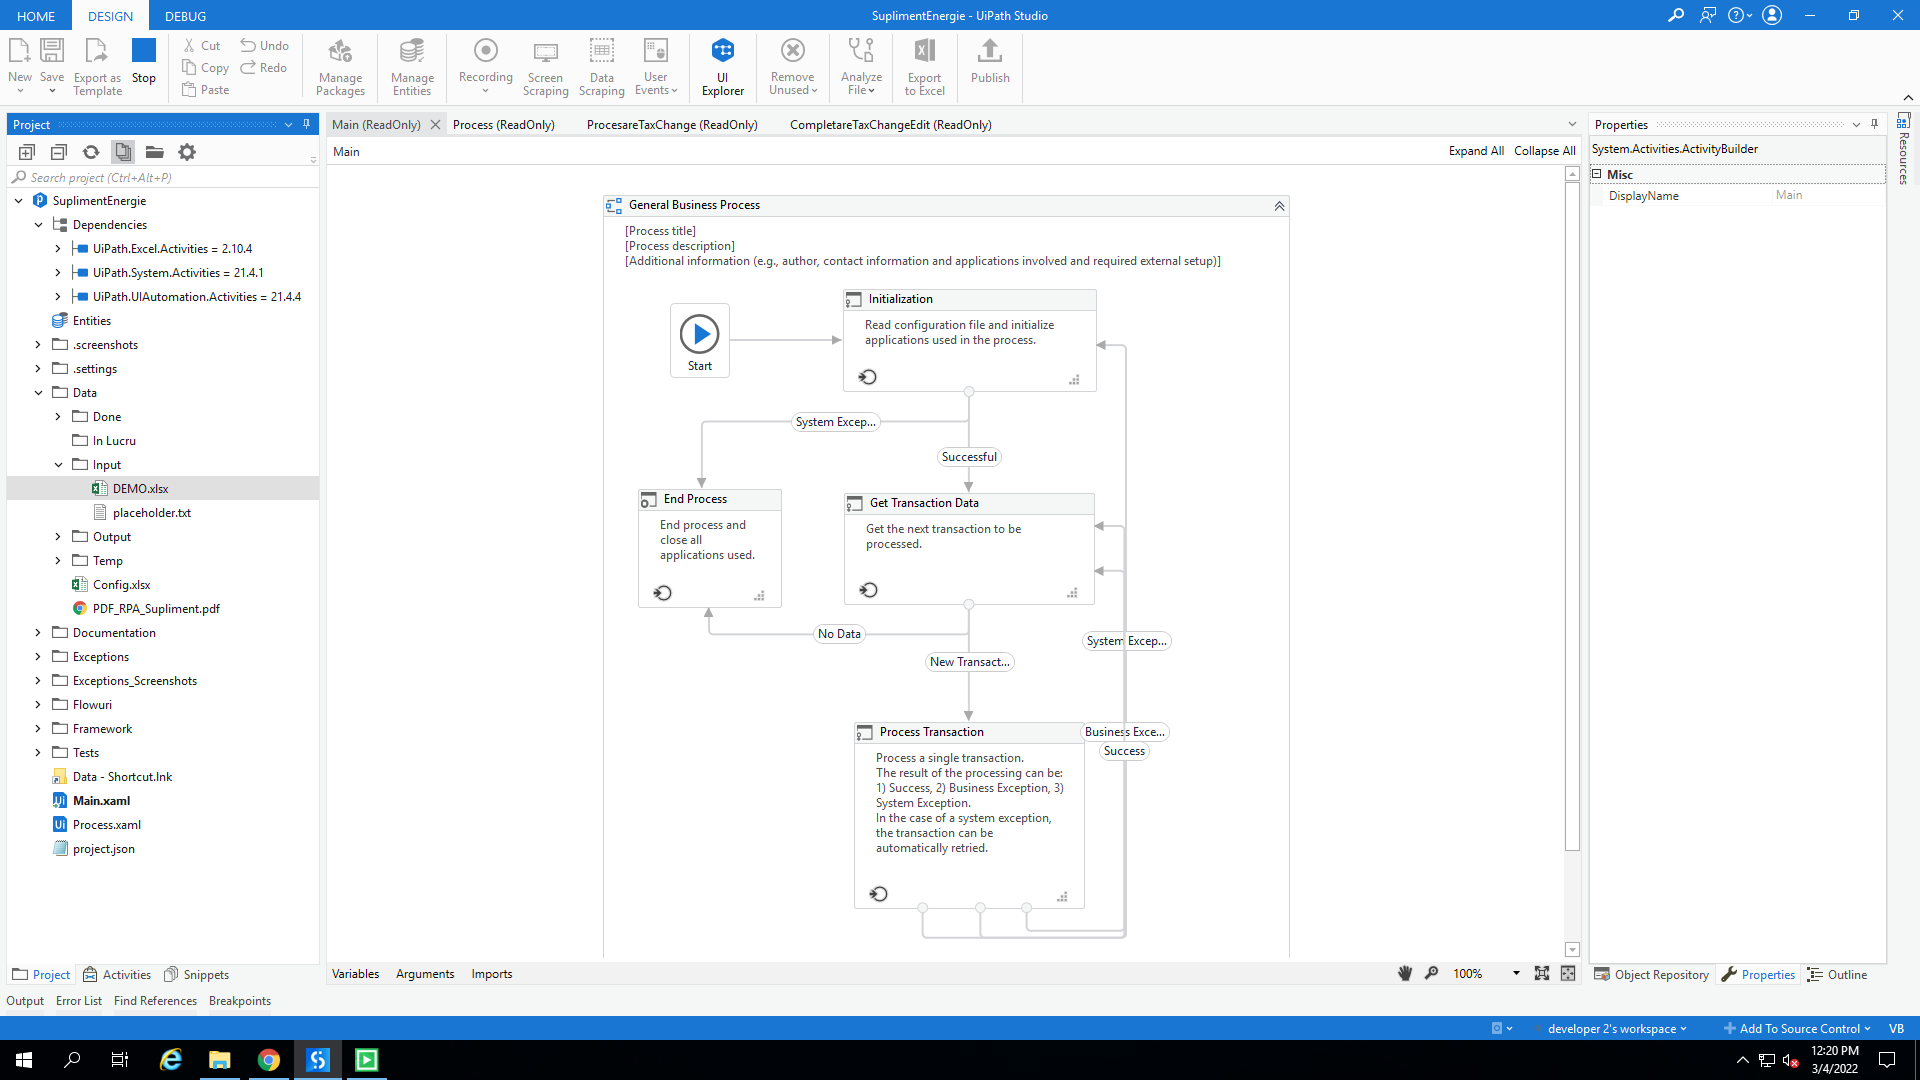 HOME
DESIGN
DEBUG
SuplimentEnergie - UiPath Studio
New
Save
Export as
Template
Stop
Cut
Copy
Paste
Undo
Redo
Manage
Packages
Manage
Entities
Recording
Screen
Scraping
Data
Scraping
User
Events
UI
Explorer
Remove
Unused
Analyze
File
Export
to Excel
Publish
Project
Search project (Ctrl+Alt+P)
SuplimentEnergie
Dependencies
UiPath.Excel.Activities = 2.10.4
UiPath.System.Activities = 21.4.1
UiPath.UIAutomation.Activities = 21.4.4
Entities
.screenshots
.settings
Data
Done
In Lucru
Input
DEMO.xlsx
placeholder.txt
Output
Temp
Config.xlsx
PDF_RPA_Supliment.pdf
Documentation
Exceptions
Exceptions_Screenshots
Flowuri
Framework
Tests
Data - Shortcut.lnk
Main.xaml
Process.xaml
project.json
Project
Activities
Snippets
Main (ReadOnly)
Process (ReadOnly)
ProcesareTaxChange (ReadOnly)
CompletareTaxChangeEdit (ReadOnly)
Main
Expand All
Collapse All
General Business Process
[Process title]
[Process description]
[Additional information (e.g., author, contact information and applications involved and required external setup)]
Start
Initialization
Read configuration file and initialize
applications used in the process.
System Excep...
Successful
End Process
End process and
close all
applications used.
Get Transaction Data
Get the next transaction to be
processed.
No Data
New Transact...
System Excep...
Process Transaction
Process a single transaction.
The result of the processing can be:
1) Success, 2) Business Exception, 3)
System Exception.
In the case of a system exception,
the transaction can be
automatically retried.
Business Exce...
Success
Variables
Arguments
Imports
100%
Properties
System.Activities.ActivityBuilder
Misc
DisplayName
Main
Resources
Object Repository
Properties
Outline
Output
Error List
Find References
Breakpoints
developer 2's workspace
Add To Source Control
VB
12:20 PM
3/4/2022